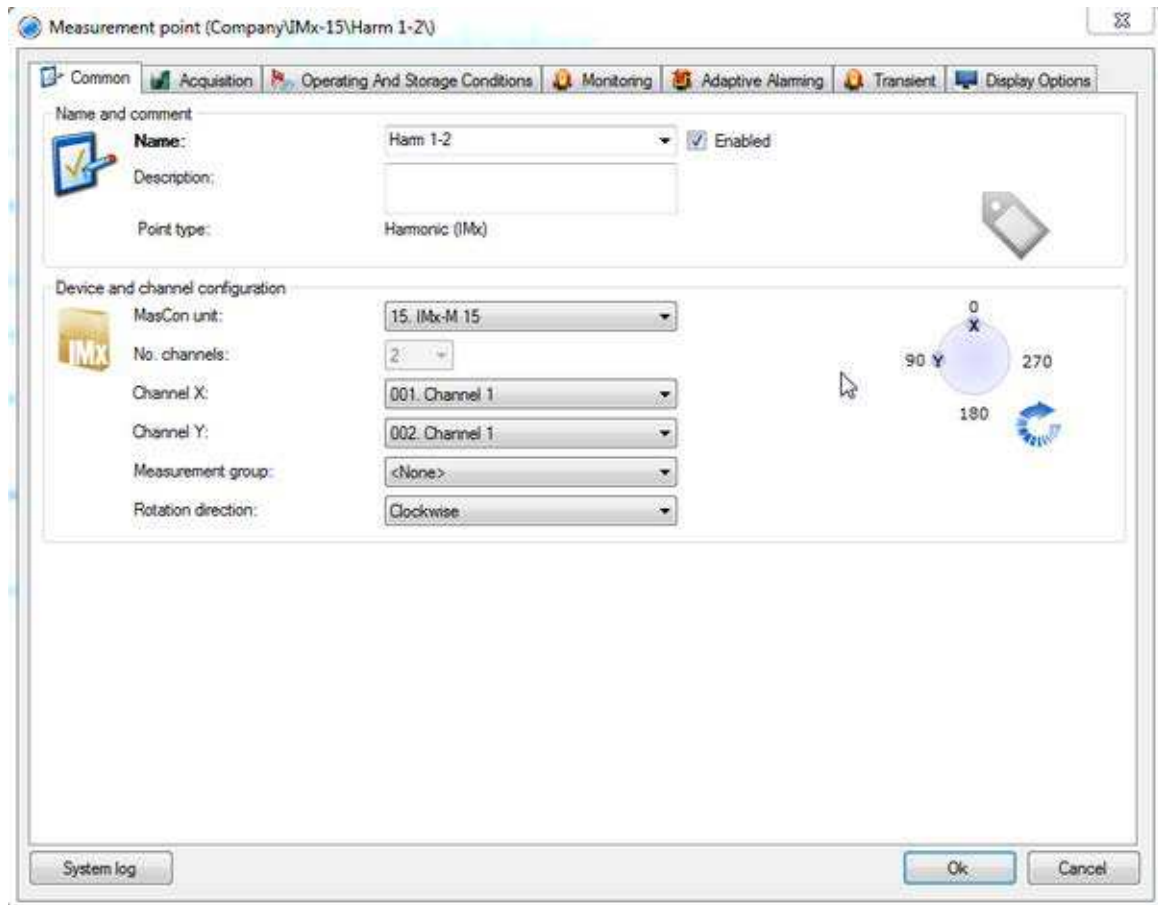 Measurement point (Company\IMx-15\Harm 1-2\)
Common Acquisition Operating And Storage Conditions Monitoring Adaptive Alarming Transient Display Options
Name and comment
Name: Harm 1-2 Enabled
Description:
Point type: Harmonic (IMx)
Device and channel configuration
IMx
MasCon unit: 15. IMx-M 15
No. channels: 2
Channel X: 001. Channel 1
Channel Y: 002. Channel 1
Measurement group: <None>
Rotation direction: Clockwise
0
X
90 Y 270
180
System log Ok Cancel